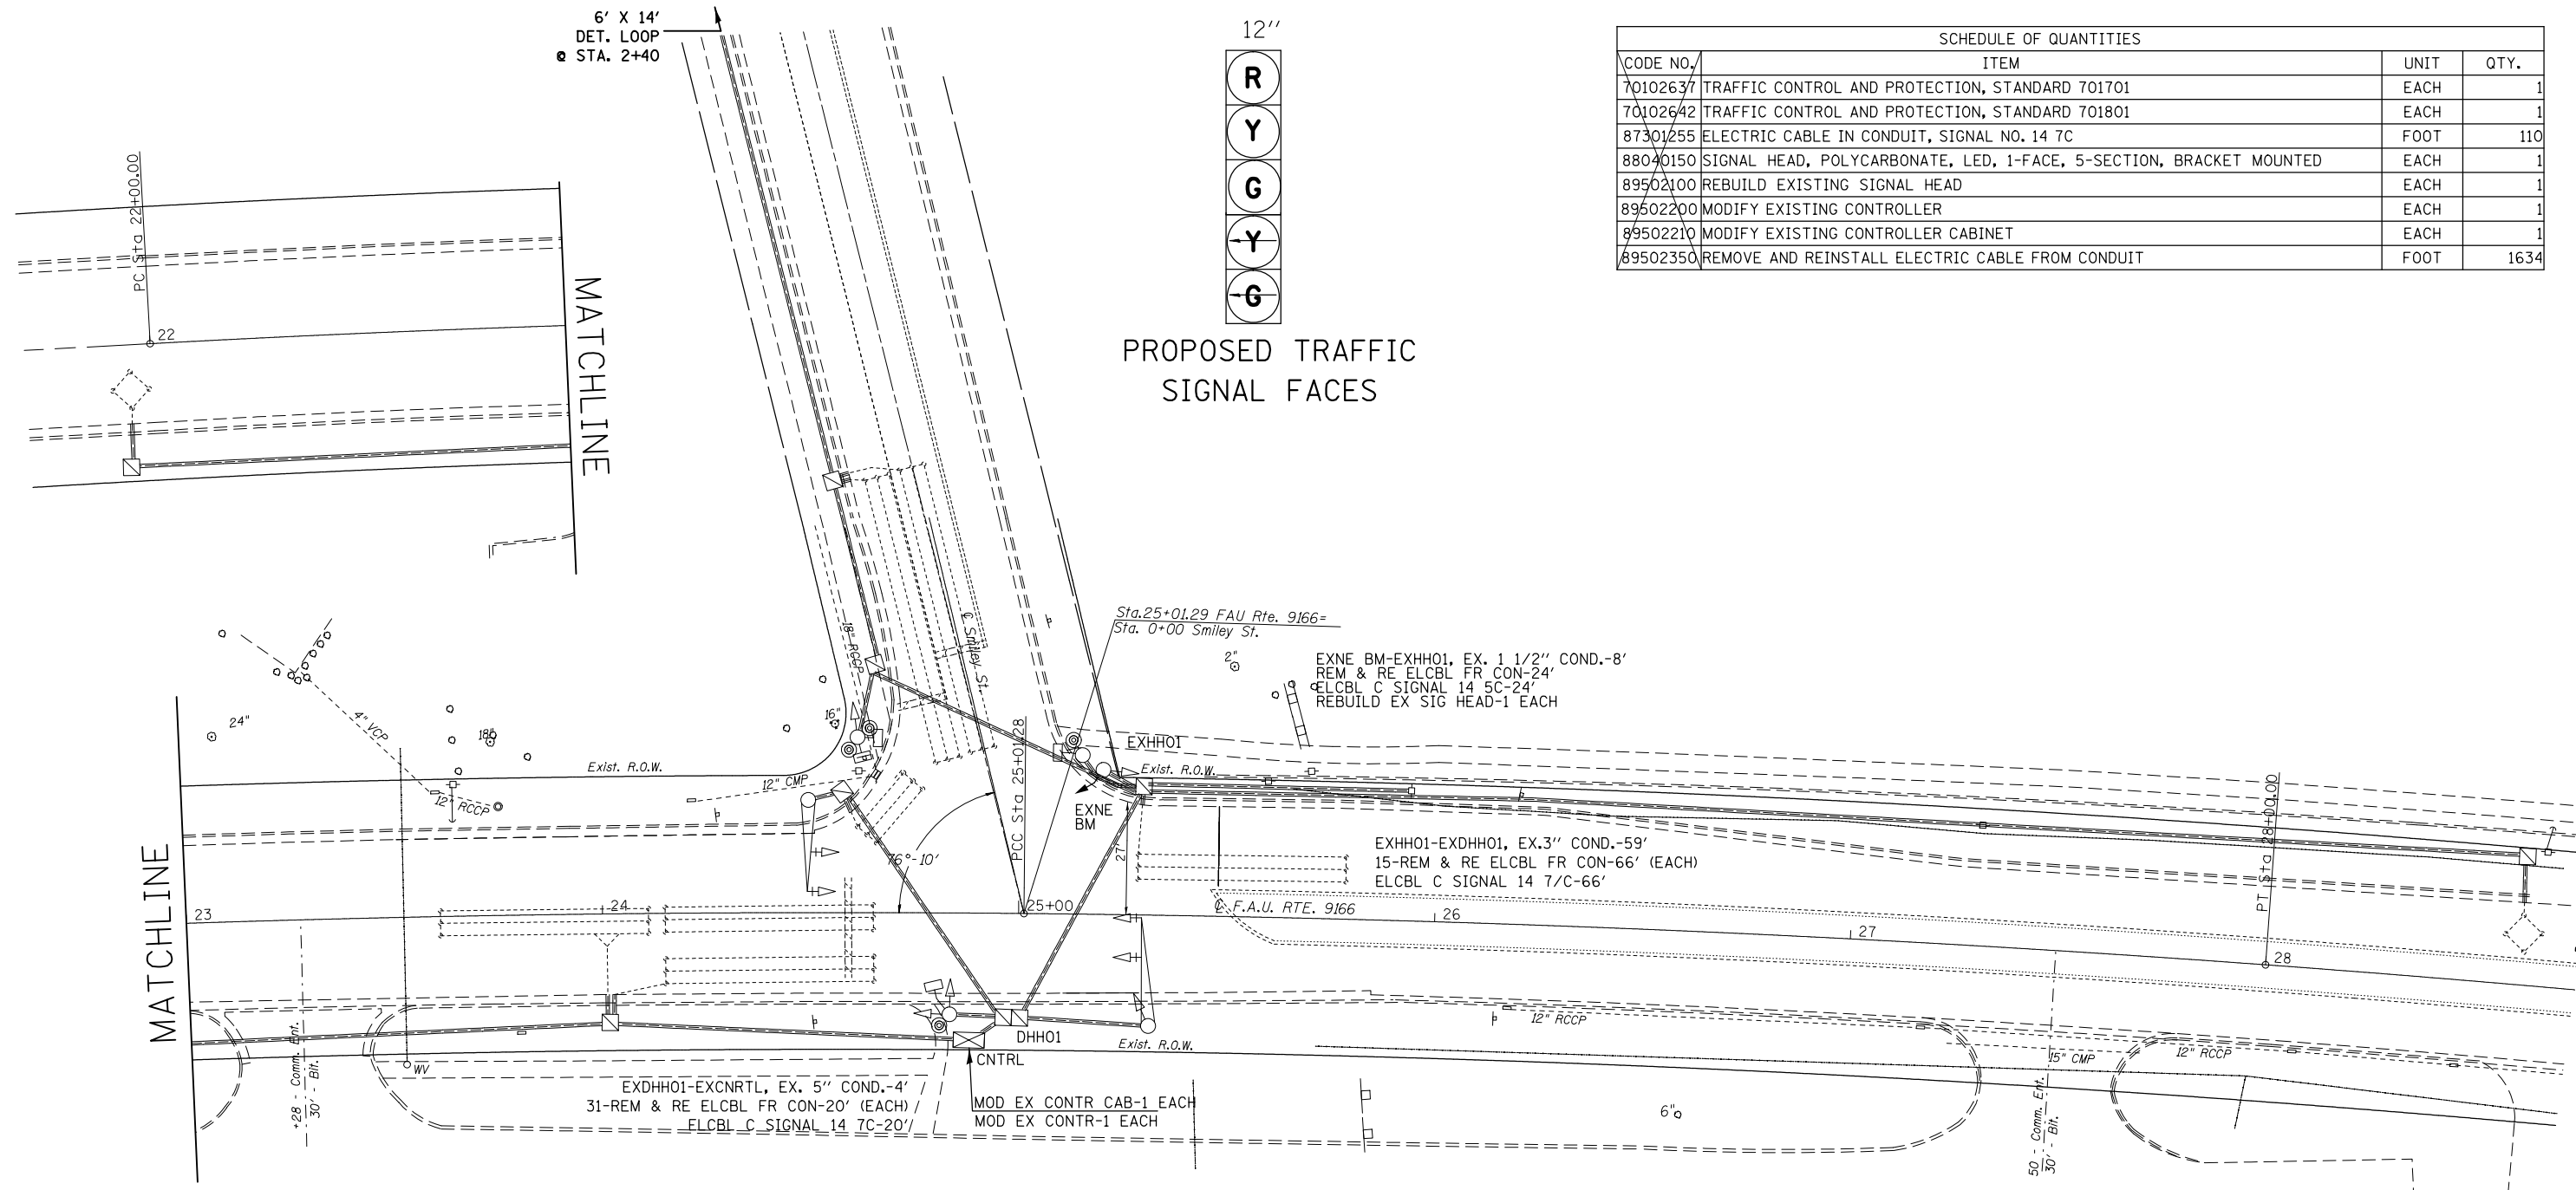 6' X 14'
DET. LOOP
@ STA. 2+40
12''
R
Y
G
Y
G
PROPOSED TRAFFIC
SIGNAL FACES
SCHEDULE OF QUANTITIES
CODE NO. ITEM UNIT QTY.
70102637 TRAFFIC CONTROL AND PROTECTION, STANDARD 701701 EACH 1
70102642 TRAFFIC CONTROL AND PROTECTION, STANDARD 701801 EACH 1
87301255 ELECTRIC CABLE IN CONDUIT, SIGNAL NO. 14 7C FOOT 110
88040150 SIGNAL HEAD, POLYCARBONATE, LED, 1-FACE, 5-SECTION, BRACKET MOUNTED EACH 1
89502100 REBUILD EXISTING SIGNAL HEAD EACH 1
89502200 MODIFY EXISTING CONTROLLER EACH 1
89502210 MODIFY EXISTING CONTROLLER CABINET EACH 1
89502350 REMOVE AND REINSTALL ELECTRIC CABLE FROM CONDUIT FOOT 1634
PC Sta 22+00.00
22
MATCHLINE
Sta.25+01.29 FAU Rte. 9166=
Sta. 0+00 Smiley St.
℄ Smiley St.
18" RCCP
2"
EXNE BM-EXHH01, EX. 1 1/2'' COND.-8'
REM & RE ELCBL FR CON-24'
ELCBL C SIGNAL 14 5C-24'
REBUILD EX SIG HEAD-1 EACH
24"
4" VCP
18"
16"
EXHH01
Exist. R.O.W.
Exist. R.O.W.
12" CMP
12" RCCP
PCC Sta 25+01.28
EXNE
BM
27'
76°-10'
EXHH01-EXDHH01, EX.3'' COND.-59'
15-REM & RE ELCBL FR CON-66' (EACH)
ELCBL C SIGNAL 14 7/C-66'
PT Sta 28+00.00
MATCHLINE
23
24
25+00
℄ F.A.U. RTE. 9166
26
27
28
DHH01
CNTRL
Exist. R.O.W.
12" RCCP
15" CMP
12" RCCP
WV
+28 - Comm. Ent.
30' - Bit.
EXDHH01-EXCNRTL, EX. 5'' COND.-4'
31-REM & RE ELCBL FR CON-20' (EACH)
ELCBL C SIGNAL 14 7C-20'
MOD EX CONTR CAB-1 EACH
MOD EX CONTR-1 EACH
6"
50 - Comm. Ent.
30' - Bit.